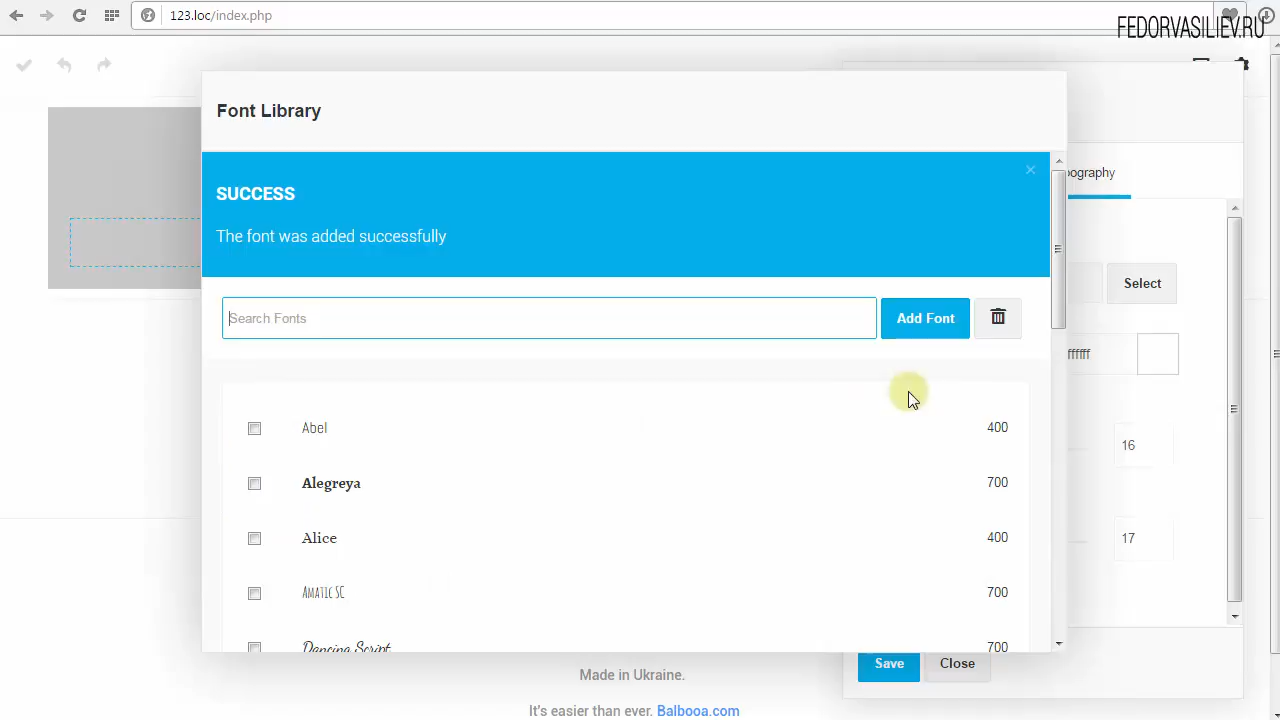 123.loc/index.php
FEDORVASILIEV.RU
Font Library
SUCCESS
×
The font was added successfully
ography
Select
Search Fonts
Add Font
ffffff
Abel
400
16
Alegreya
700
Alice
400
17
Amatic SC
700
Dancing Script
700
Save
Close
Made in Ukraine.
It's easier than ever. Balbooa.com